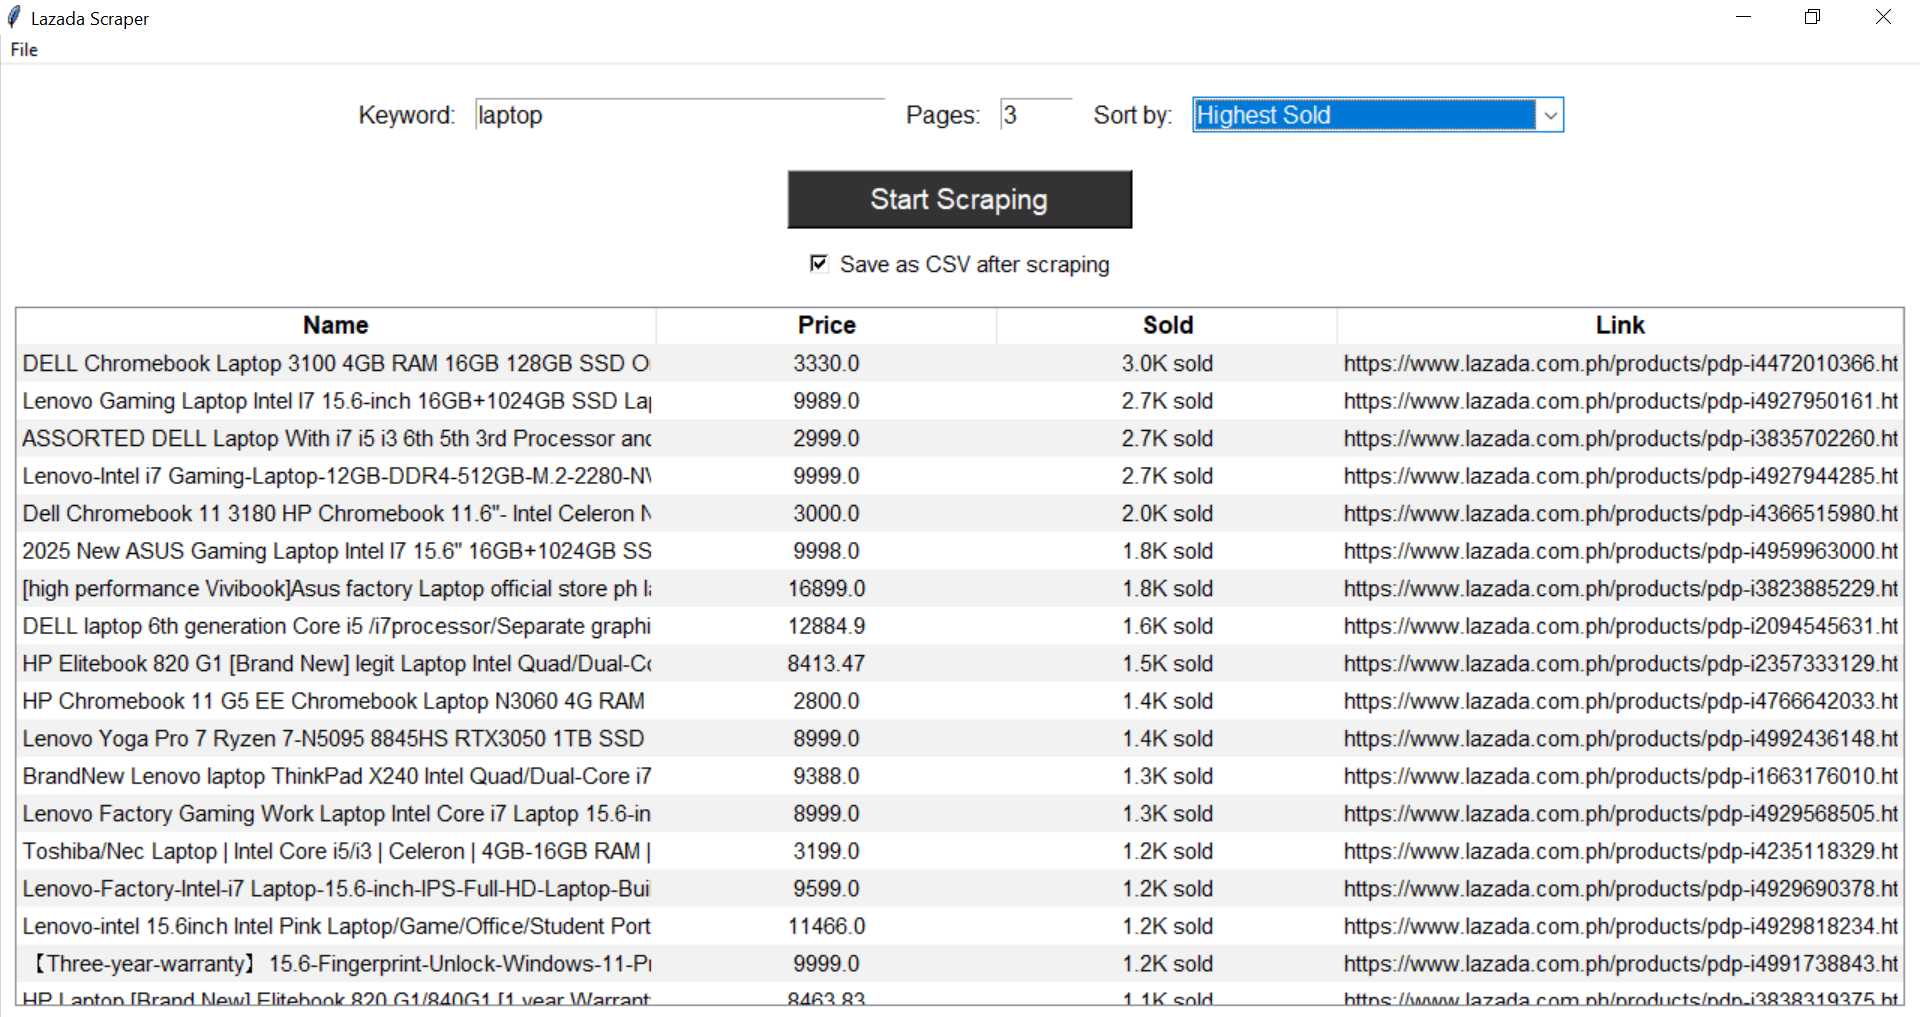 Lazada Scraper
File
Keyword: laptop Pages: 3 Sort by: Highest Sold
Start Scraping
Save as CSV after scraping
Name Price Sold Link
DELL Chromebook Laptop 3100 4GB RAM 16GB 128GB SSD O 3330.0 3.0K sold https://www.lazada.com.ph/products/pdp-i4472010366.ht
Lenovo Gaming Laptop Intel I7 15.6-inch 16GB+1024GB SSD Lap 9989.0 2.7K sold https://www.lazada.com.ph/products/pdp-i4927950161.ht
ASSORTED DELL Laptop With i7 i5 i3 6th 5th 3rd Processor and 2999.0 2.7K sold https://www.lazada.com.ph/products/pdp-i3835702260.ht
Lenovo-Intel i7 Gaming-Laptop-12GB-DDR4-512GB-M.2-2280-NV 9999.0 2.7K sold https://www.lazada.com.ph/products/pdp-i4927944285.ht
Dell Chromebook 11 3180 HP Chromebook 11.6"- Intel Celeron N 3000.0 2.0K sold https://www.lazada.com.ph/products/pdp-i4366515980.ht
2025 New ASUS Gaming Laptop Intel I7 15.6" 16GB+1024GB SS 9998.0 1.8K sold https://www.lazada.com.ph/products/pdp-i4959963000.ht
[high performance Vivibook]Asus factory Laptop official store ph la 16899.0 1.8K sold https://www.lazada.com.ph/products/pdp-i3823885229.ht
DELL laptop 6th generation Core i5 /i7processor/Separate graphi 12884.9 1.6K sold https://www.lazada.com.ph/products/pdp-i2094545631.ht
HP Elitebook 820 G1 [Brand New] legit Laptop Intel Quad/Dual-Co 8413.47 1.5K sold https://www.lazada.com.ph/products/pdp-i2357333129.ht
HP Chromebook 11 G5 EE Chromebook Laptop N3060 4G RAM 2800.0 1.4K sold https://www.lazada.com.ph/products/pdp-i4766642033.ht
Lenovo Yoga Pro 7 Ryzen 7-N5095 8845HS RTX3050 1TB SSD 8999.0 1.4K sold https://www.lazada.com.ph/products/pdp-i4992436148.ht
BrandNew Lenovo laptop ThinkPad X240 Intel Quad/Dual-Core i7 9388.0 1.3K sold https://www.lazada.com.ph/products/pdp-i1663176010.ht
Lenovo Factory Gaming Work Laptop Intel Core i7 Laptop 15.6-in 8999.0 1.3K sold https://www.lazada.com.ph/products/pdp-i4929568505.ht
Toshiba/Nec Laptop | Intel Core i5/i3 | Celeron | 4GB-16GB RAM | 3199.0 1.2K sold https://www.lazada.com.ph/products/pdp-i4235118329.ht
Lenovo-Factory-Intel-i7 Laptop-15.6-inch-IPS-Full-HD-Laptop-Bui 9599.0 1.2K sold https://www.lazada.com.ph/products/pdp-i4929690378.ht
Lenovo-intel 15.6inch Intel Pink Laptop/Game/Office/Student Port 11466.0 1.2K sold https://www.lazada.com.ph/products/pdp-i4929818234.ht
【Three-year-warranty】 15.6-Fingerprint-Unlock-Windows-11-Pr 9999.0 1.2K sold https://www.lazada.com.ph/products/pdp-i4991738843.ht
HP Laptop [Brand New] Elitebook 820 G1/840G1 [1 year Warrant 8463.83 1.1K sold https://www.lazada.com.ph/products/pdp-i3838319375.ht